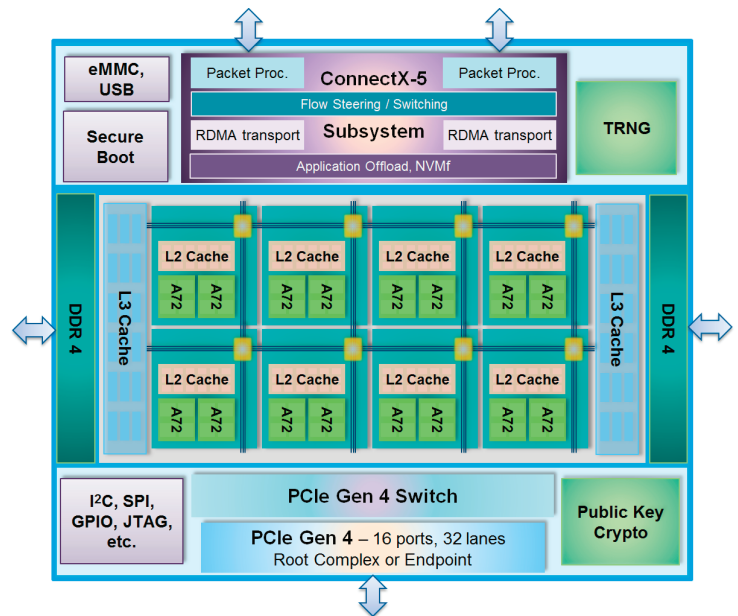 eMMC,
USB
Secure
Boot
Packet Proc.
ConnectX-5
Packet Proc.
Flow Steering / Switching
RDMA transport
Subsystem
RDMA transport
Application Offload, NVMf
TRNG
DDR 4
L3 Cache
L2 Cache
A72
A72
L2 Cache
A72
A72
L2 Cache
A72
A72
L2 Cache
A72
A72
L2 Cache
A72
A72
L2 Cache
A72
A72
L2 Cache
A72
A72
L2 Cache
A72
A72
L3 Cache
DDR 4
I²C, SPI,
GPIO, JTAG,
etc.
PCIe Gen 4 Switch
PCIe Gen 4 – 16 ports, 32 lanes
Root Complex or Endpoint
Public Key
Crypto